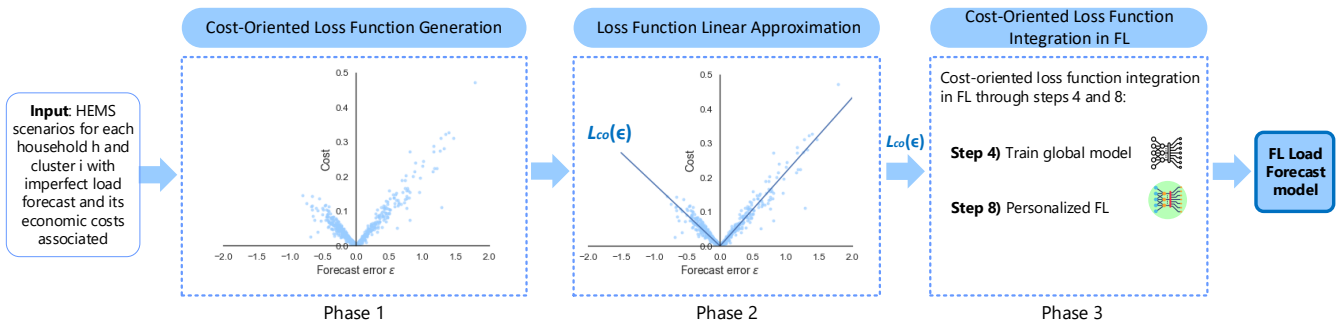 Cost-Oriented Loss Function Generation
Loss Function Linear Approximation
Cost-Oriented Loss Function
Integration in FL
Input: HEMS
scenarios for each
household h and
cluster i with
imperfect load
forecast and its
economic costs
associated
0.5
0.4
0.3
0.2
0.1
0.0
Cost
−2.0 −1.5 −1.0 −0.5 0.0 0.5 1.0 1.5 2.0
Forecast error ε
Phase 1
0.5
0.4
0.3
0.2
0.1
0.0
Cost
Lco(ϵ)
−2.0 −1.5 −1.0 −0.5 0.0 0.5 1.0 1.5 2.0
Forecast error ε
Phase 2
Lco(ϵ)
Cost-oriented loss function integration
in FL through steps 4 and 8:
Step 4) Train global model
Step 8) Personalized FL
Phase 3
FL Load
Forecast
model